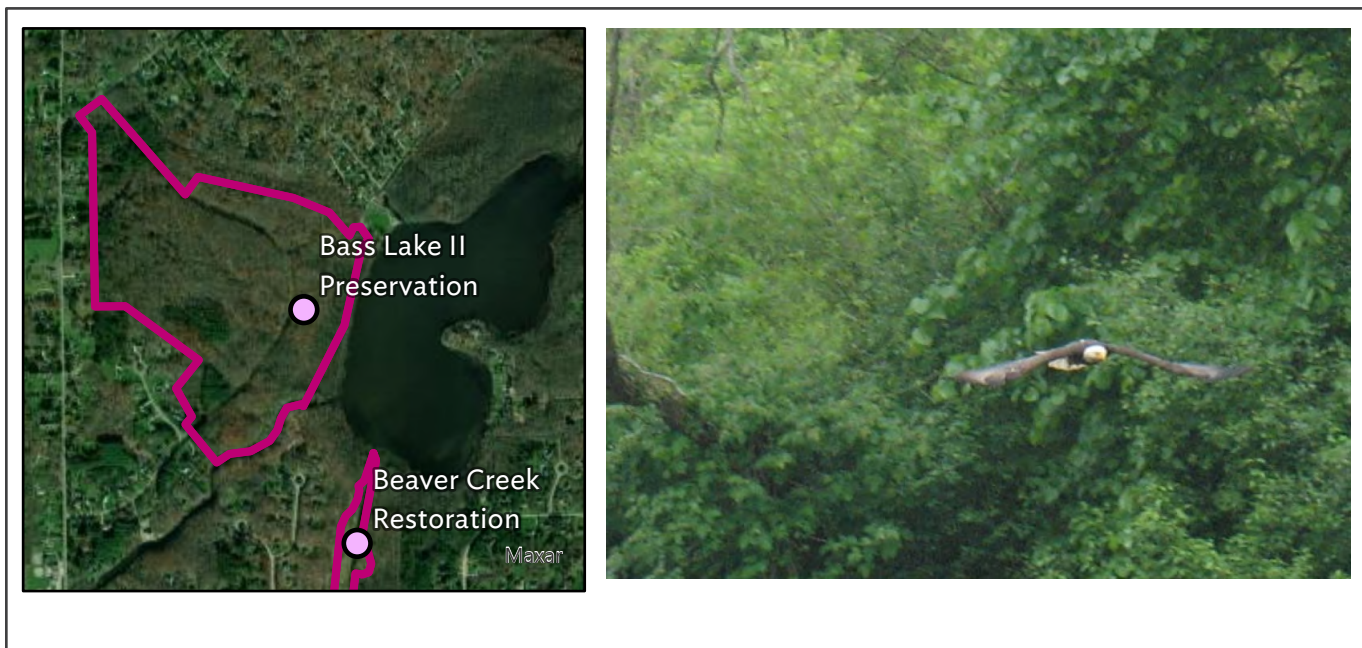 Bass Lake II
Preservation
Beaver Creek
Restoration
Maxar